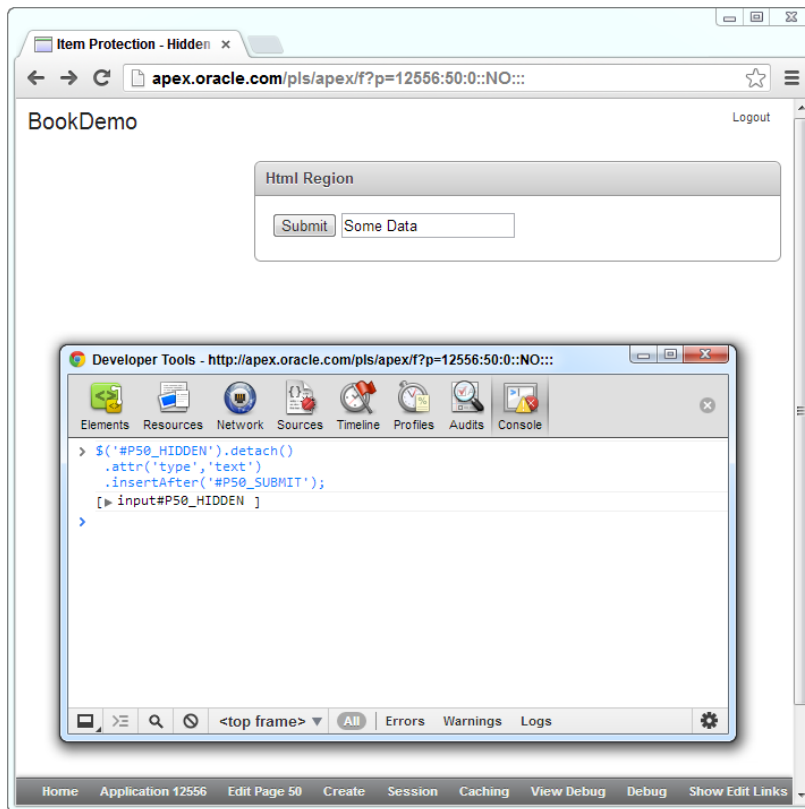 Item Protection - Hidden
apex.oracle.com/pls/apex/f?p=12556:50:0::NO:::
BookDemo
Logout
Html Region
Submit Some Data
Developer Tools - http://apex.oracle.com/pls/apex/f?p=12556:50:0::NO:::
Elements Resources Network Sources Timeline Profiles Audits Console
> $('#P50_HIDDEN').detach()
.attr('type','text')
.insertAfter('#P50_SUBMIT');
[▶ input#P50_HIDDEN ]
>
<top frame> ▼ All Errors Warnings Logs
Home Application 12556 Edit Page 50 Create Session Caching View Debug Debug Show Edit Links